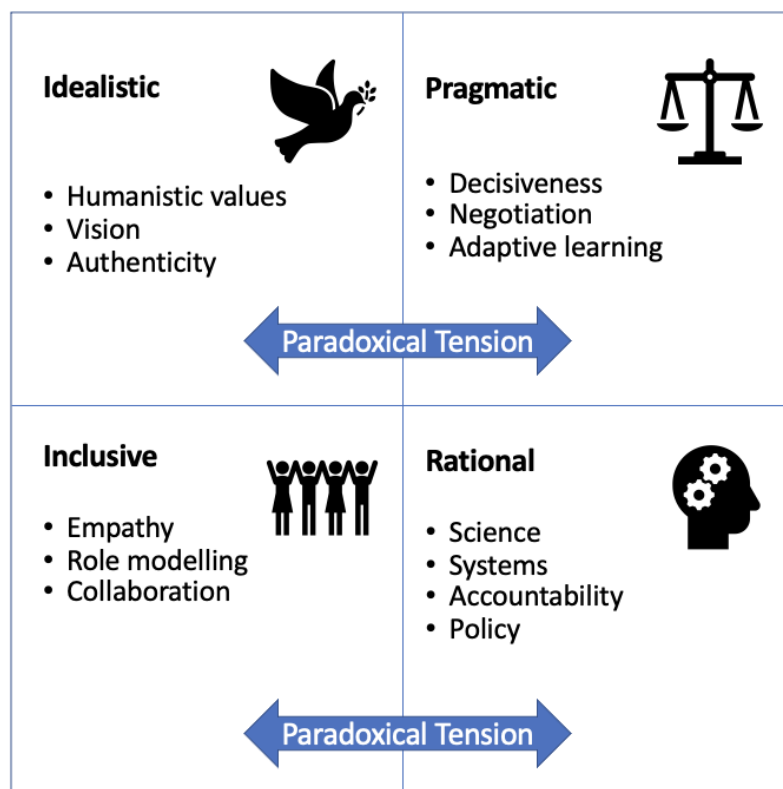 Idealistic
• Humanistic values
• Vision
• Authenticity
Pragmatic
• Decisiveness
• Negotiation
• Adaptive learning
Paradoxical Tension
Inclusive
• Empathy
• Role modelling
• Collaboration
Rational
• Science
• Systems
• Accountability
• Policy
Paradoxical Tension